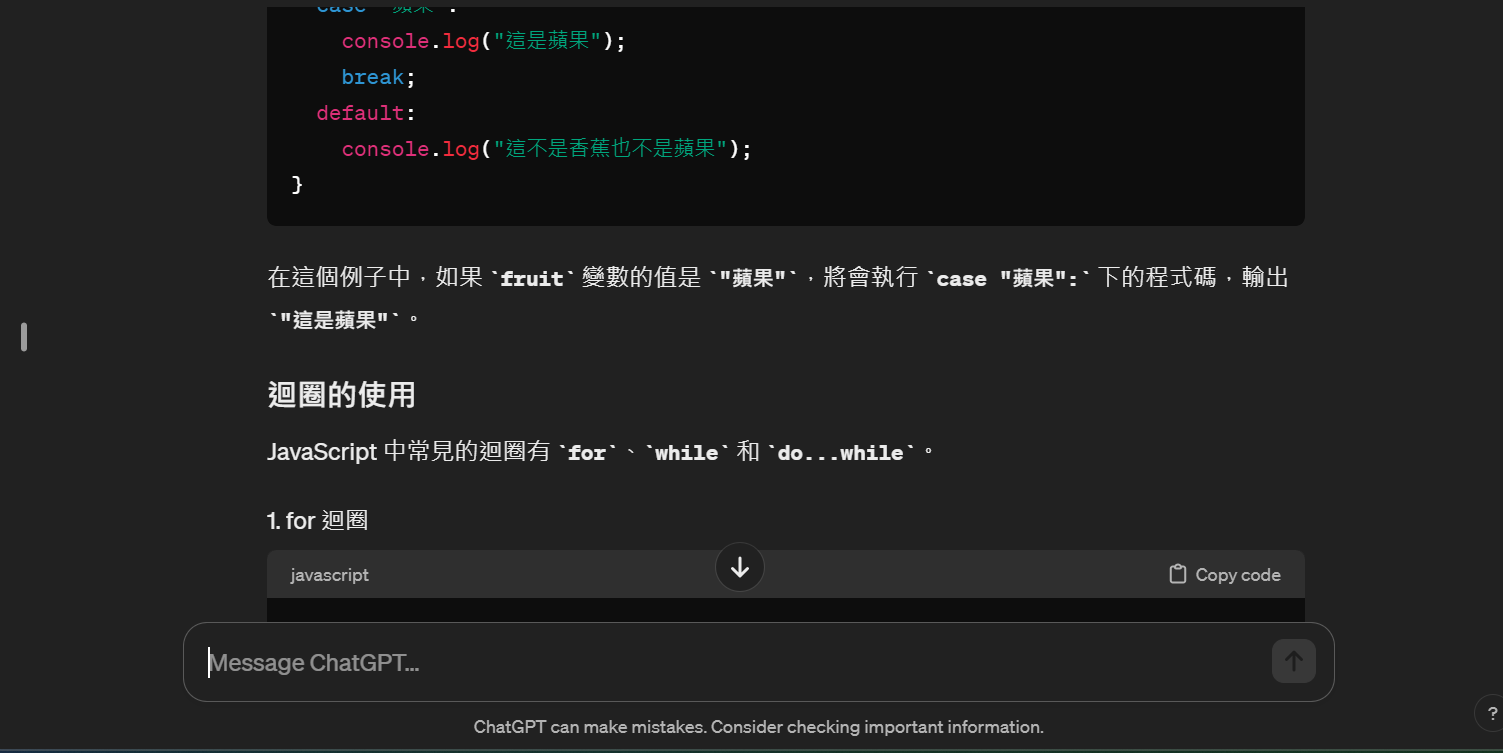 case "蘋果":
console.log("這是蘋果");
break;
default:
console.log("這不是香蕉也不是蘋果");
}
在這個例子中，如果 `fruit` 變數的值是 `"蘋果"`，將會執行 `case "蘋果":` 下的程式碼，輸出
`"這是蘋果"`。
迴圈的使用
JavaScript 中常見的迴圈有 `for`、`while` 和 `do...while`。
1. for 迴圈
javascript
Copy code
Message ChatGPT...
ChatGPT can make mistakes. Consider checking important information.
?